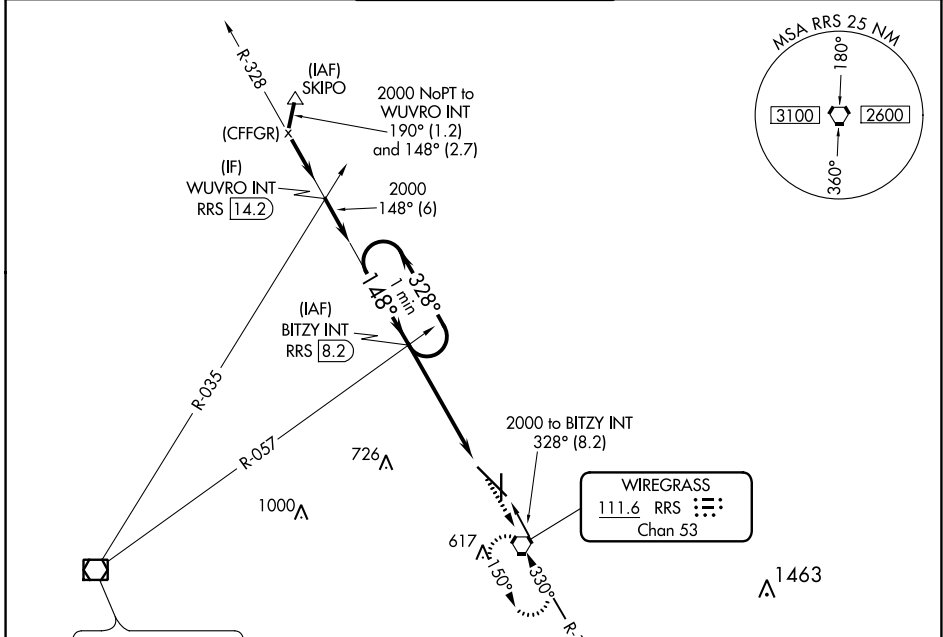 MSA RRS 25 NM
180°
3100
2600
360°
R-328
(IAF)
SKIPO
2000 NoPT to
WUVRO INT
190° (1.2)
and 148° (2.7)
(CFFGR)
(IF)
WUVRO INT
RRS 14.2
2000
148° (6)
148°
1 min
328°
(IAF)
BITZY INT
RRS 8.2
R-035
R-057
2000 to BITZY INT
328° (8.2)
726
1000
617
WIREGRASS
111.6 RRS
Chan 53
150°
330°
1463